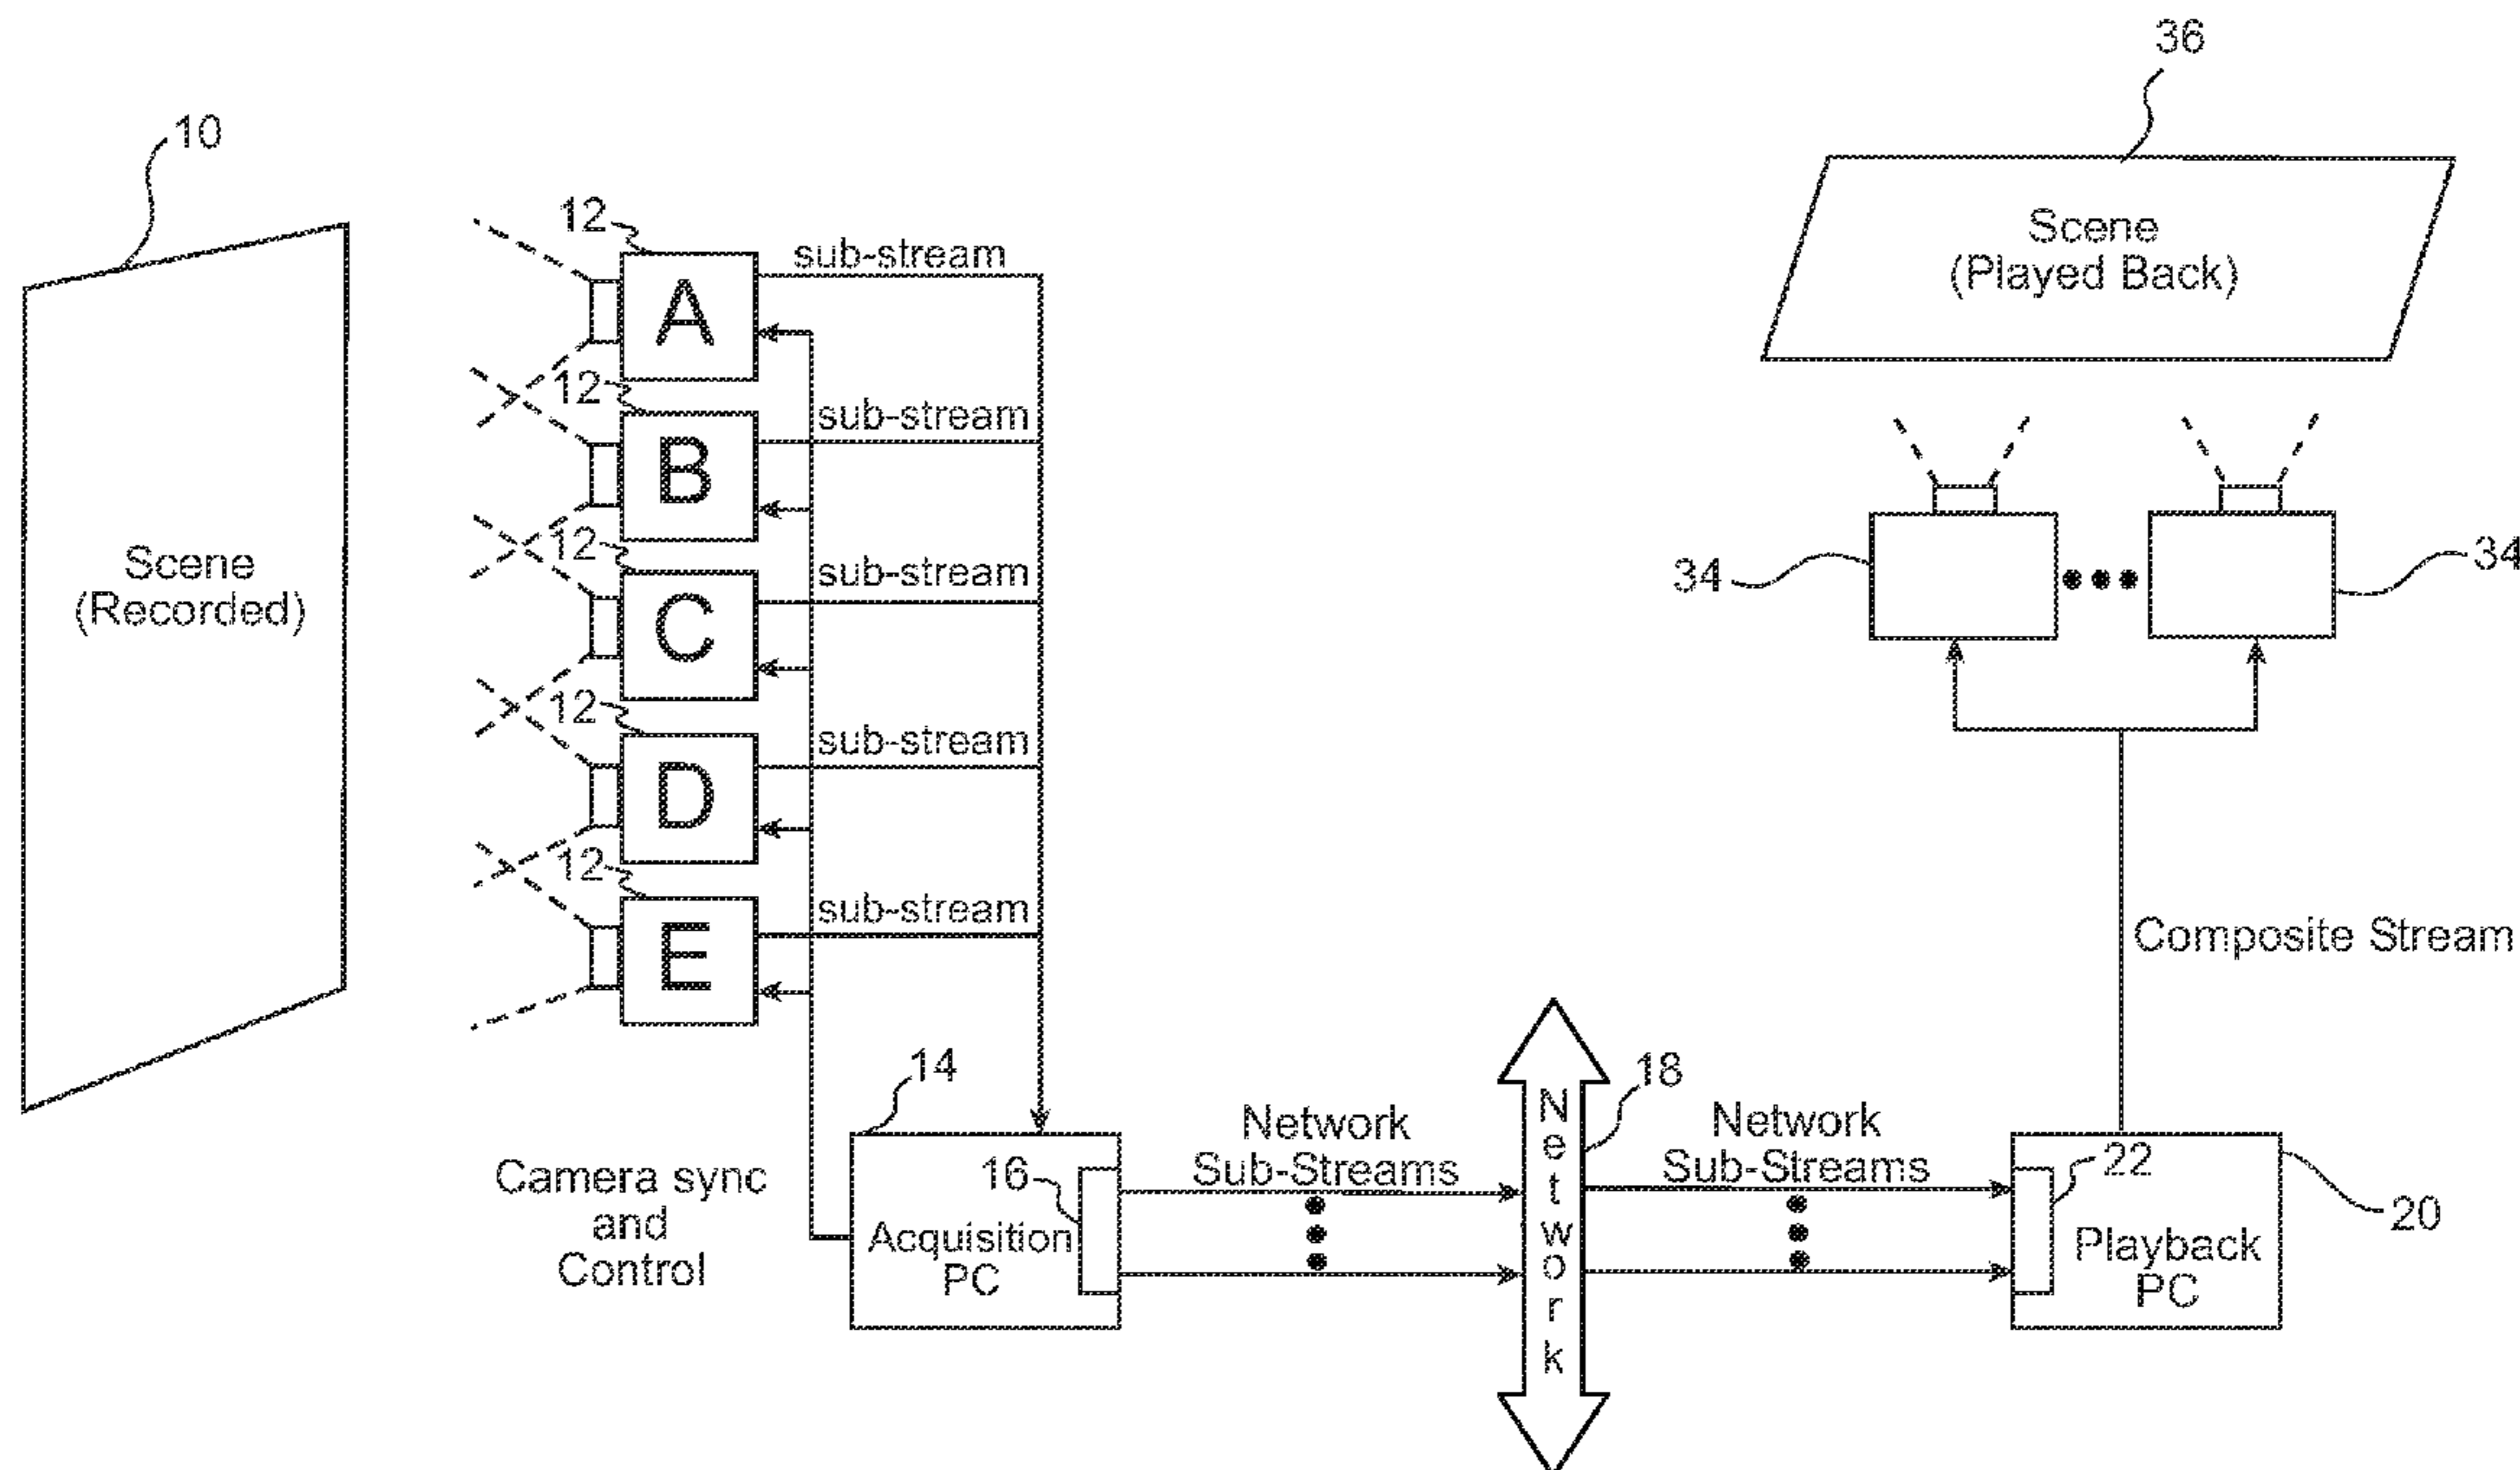 36
10
12
A
sub-stream
Scene
(Played Back)
12
B
sub-stream
Scene
(Recorded)
12
C
sub-stream
34
34
12
D
sub-stream
12
E
sub-stream
Composite Stream
14
18
Camera sync
and
Control
16
Acquisition
PC
Network
Sub-Streams
Network
Network
Sub-Streams
22
20
Playback
PC